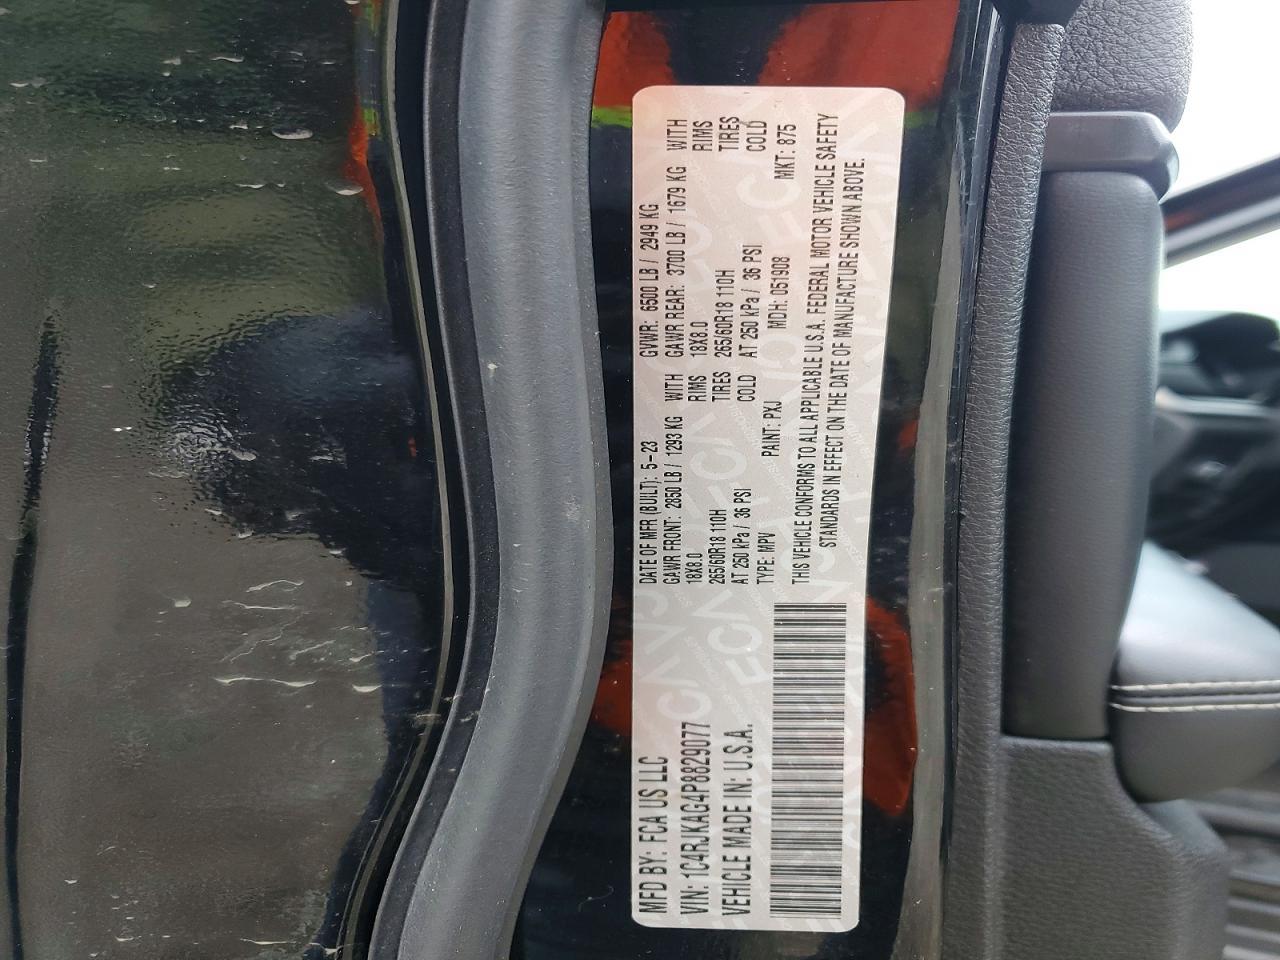 MFD BY: FCA US LLC
VIN: 1C4RJKAG4P8829077
VEHICLE MADE IN: U.S.A.
DATE OF MFR (BUILT): 5-23 GVWR: 6500 LB / 2949 KG
GAWR FRONT: 2850 LB / 1293 KG WITH GAWR REAR: 3700 LB / 1679 KG WITH
18X8.0 RIMS 18X8.0 RIMS
265/60R18 110H TIRES 265/60R18 110H TIRES
AT 250 kPa / 36 PSI COLD AT 250 kPa / 36 PSI COLD
TYPE: MPV PAINT: PXJ MDH: 051908 MKT: 875
THIS VEHICLE CONFORMS TO ALL APPLICABLE U.S.A. FEDERAL MOTOR VEHICLE SAFETY
STANDARDS IN EFFECT ON THE DATE OF MANUFACTURE SHOWN ABOVE.